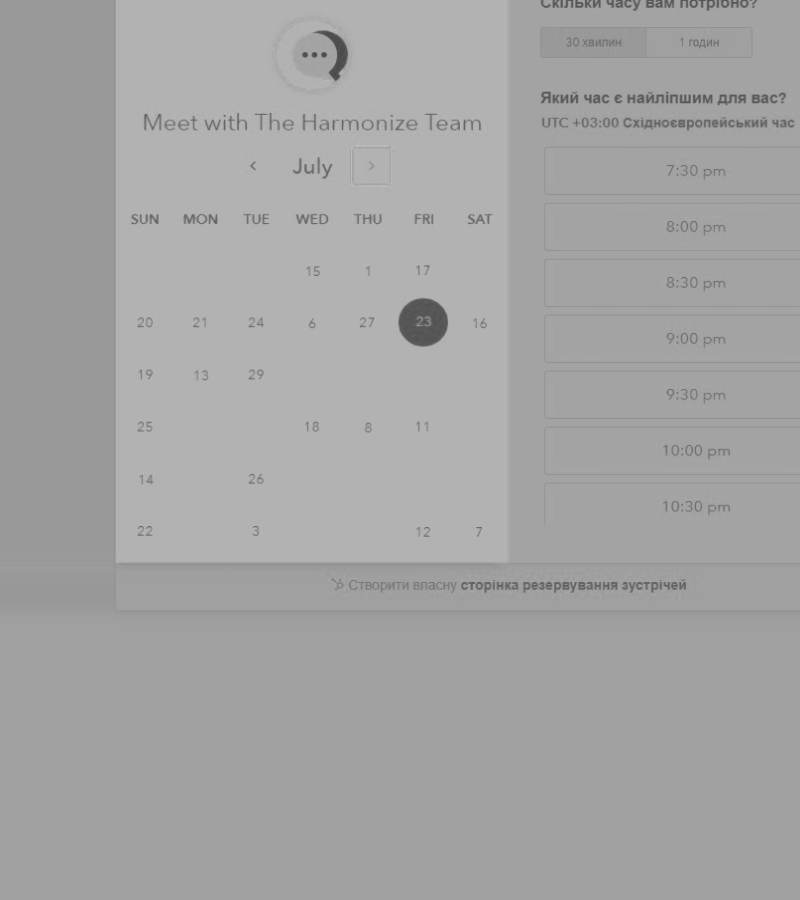 Meet with The Harmonize Team
July
SUN MON TUE WED THU FRI SAT
15 1 17
20 21 24 6 27 23 16
19 13 29
25 18 8 11
14 26
22 3 12 7
Скільки часу вам потрібно?
30 хвилин 1 годин
Який час є найліпшим для вас?
UTC +03:00 Східноєвропейський час
7:30 pm
8:00 pm
8:30 pm
9:00 pm
9:30 pm
10:00 pm
10:30 pm
Створити власну сторінка резервування зустрічей